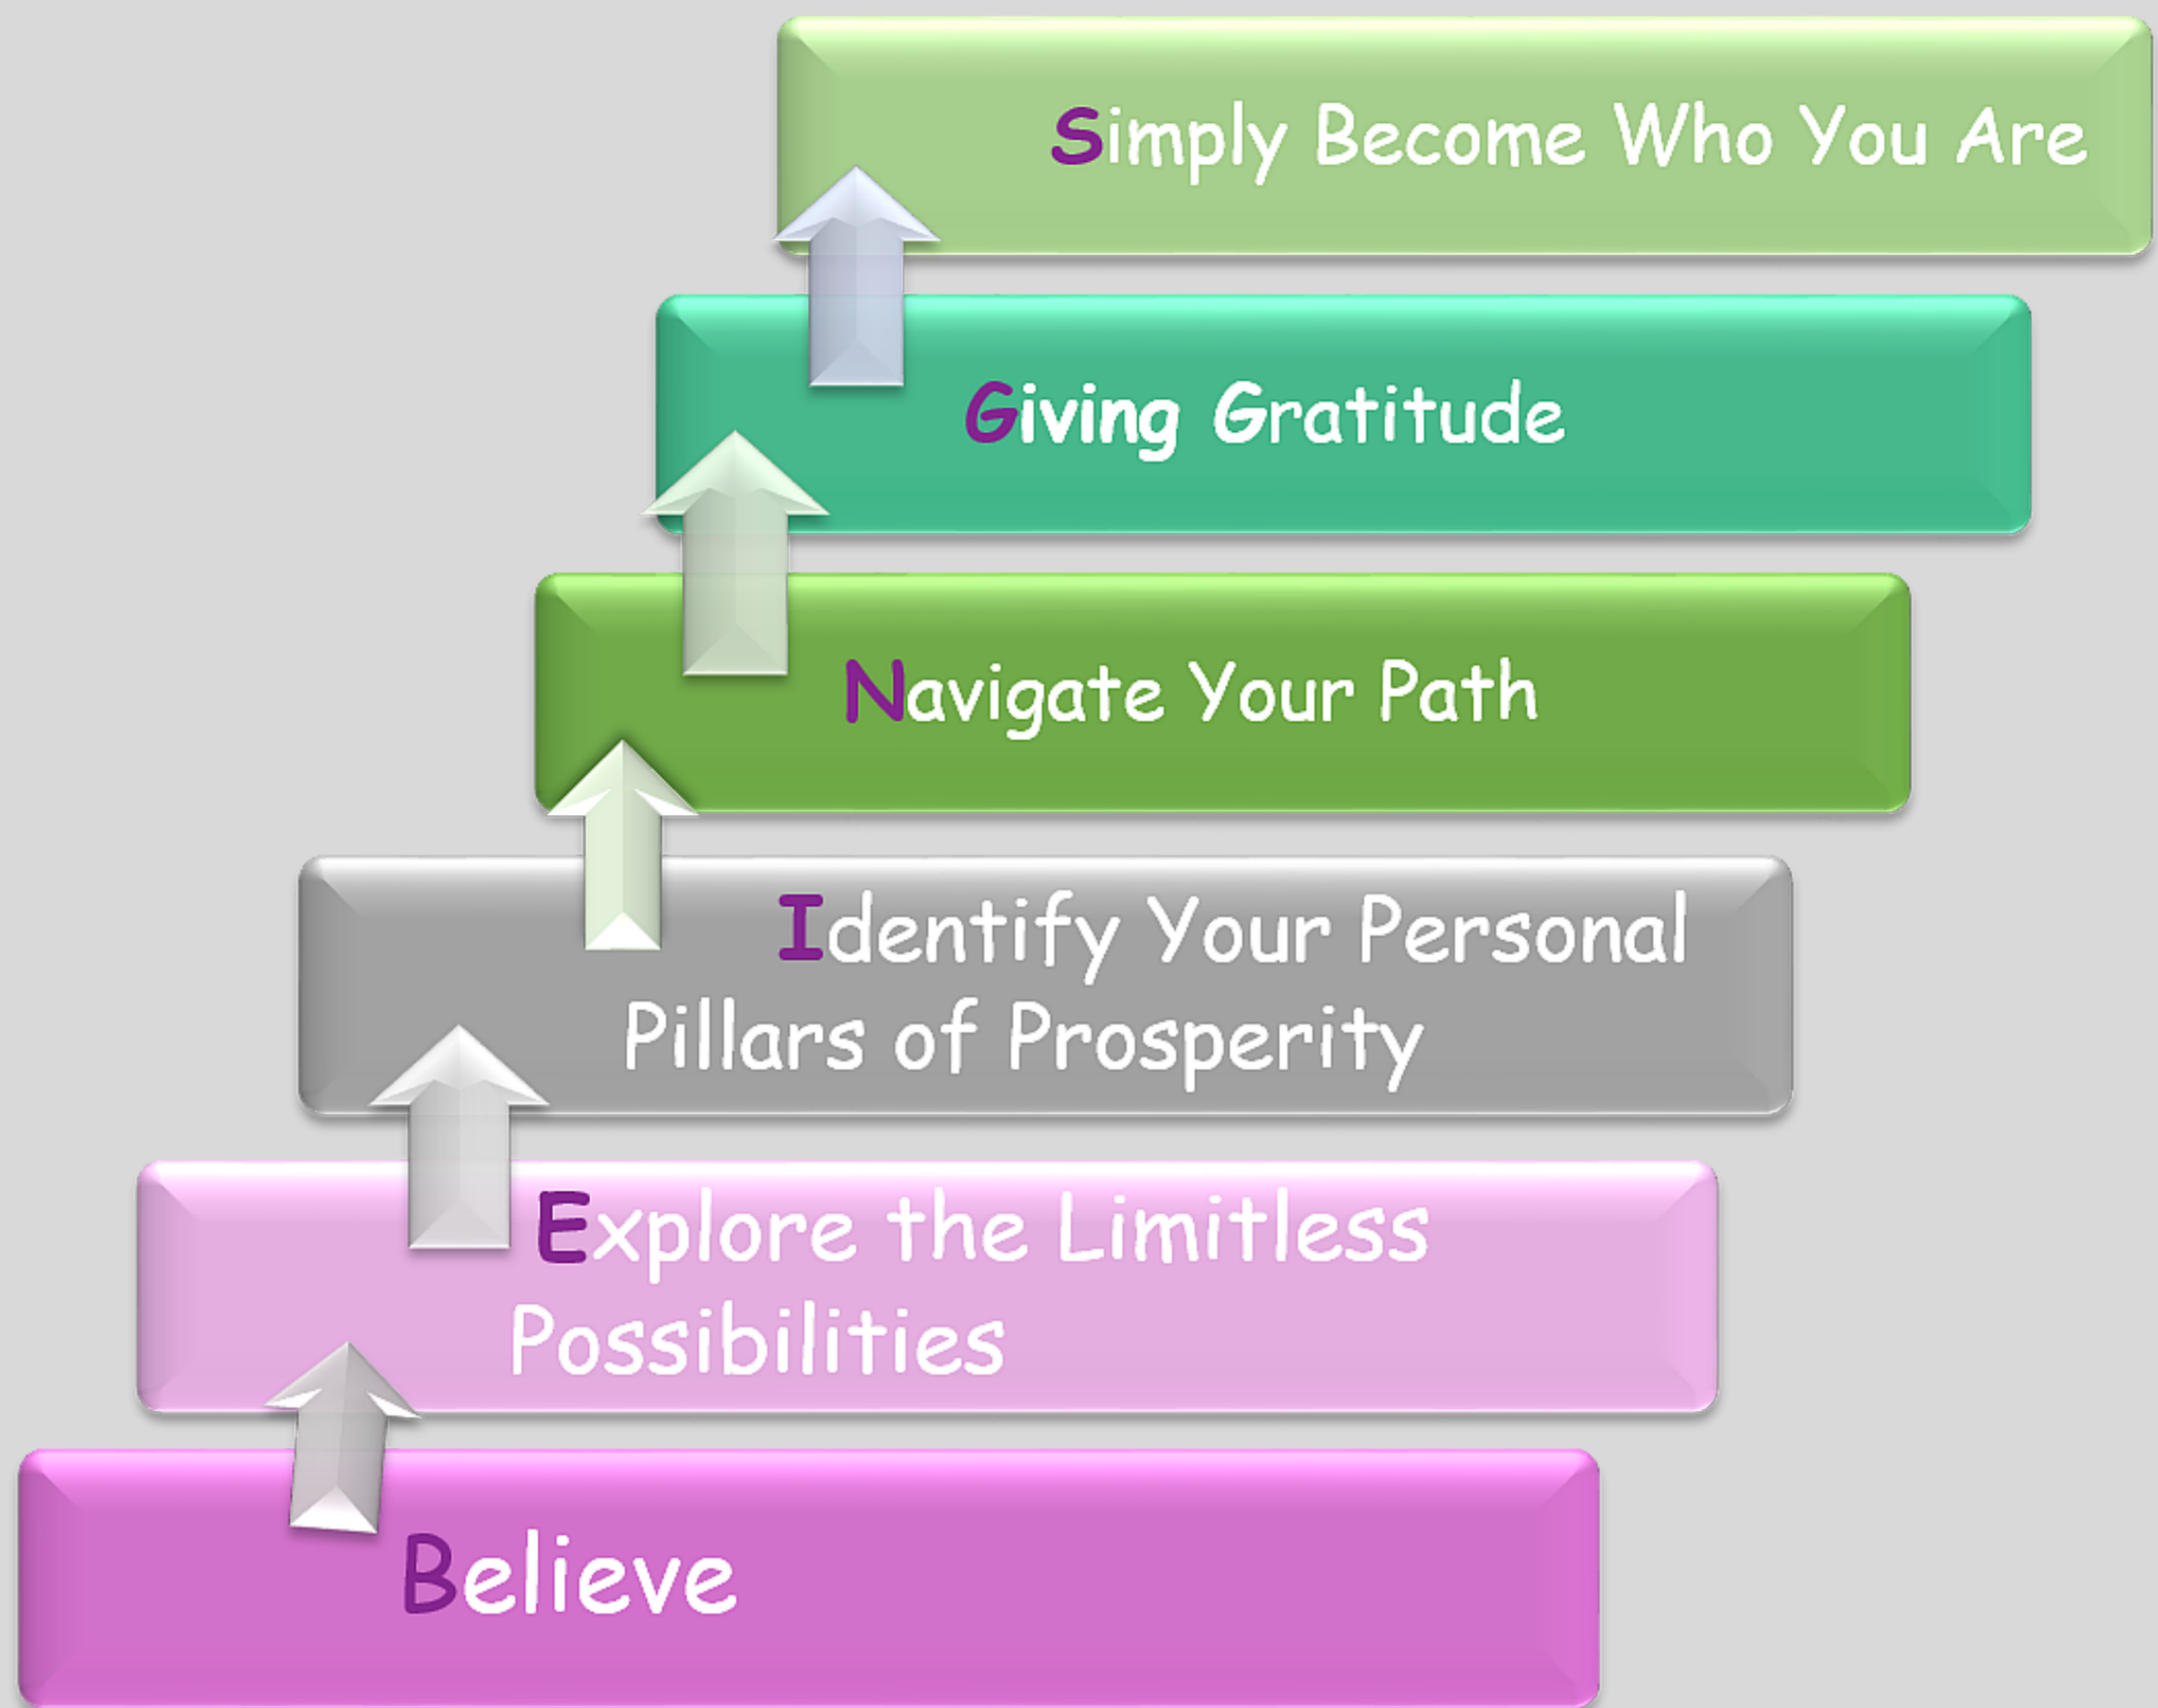 Simply Become Who You Are
Giving Gratitude
Navigate Your Path
Identify Your Personal
Pillars of Prosperity
Explore the Limitless
Possibilities
Believe